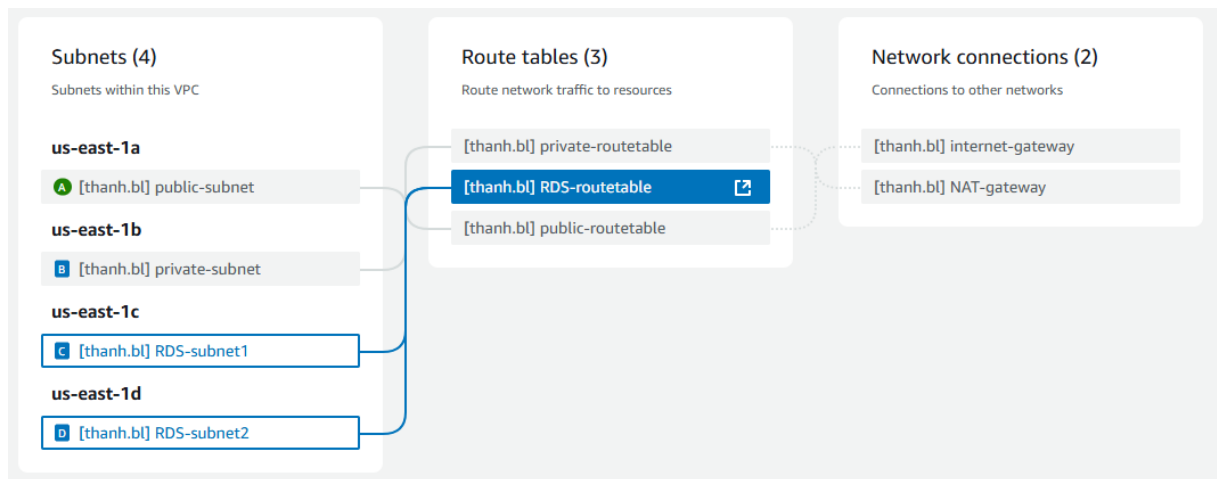 Subnets (4)
Subnets within this VPC
us-east-1a
A [thanh.bl] public-subnet
us-east-1b
B [thanh.bl] private-subnet
us-east-1c
C [thanh.bl] RDS-subnet1
us-east-1d
D [thanh.bl] RDS-subnet2
Route tables (3)
Route network traffic to resources
[thanh.bl] private-routetable
[thanh.bl] RDS-routetable
[thanh.bl] public-routetable
Network connections (2)
Connections to other networks
[thanh.bl] internet-gateway
[thanh.bl] NAT-gateway